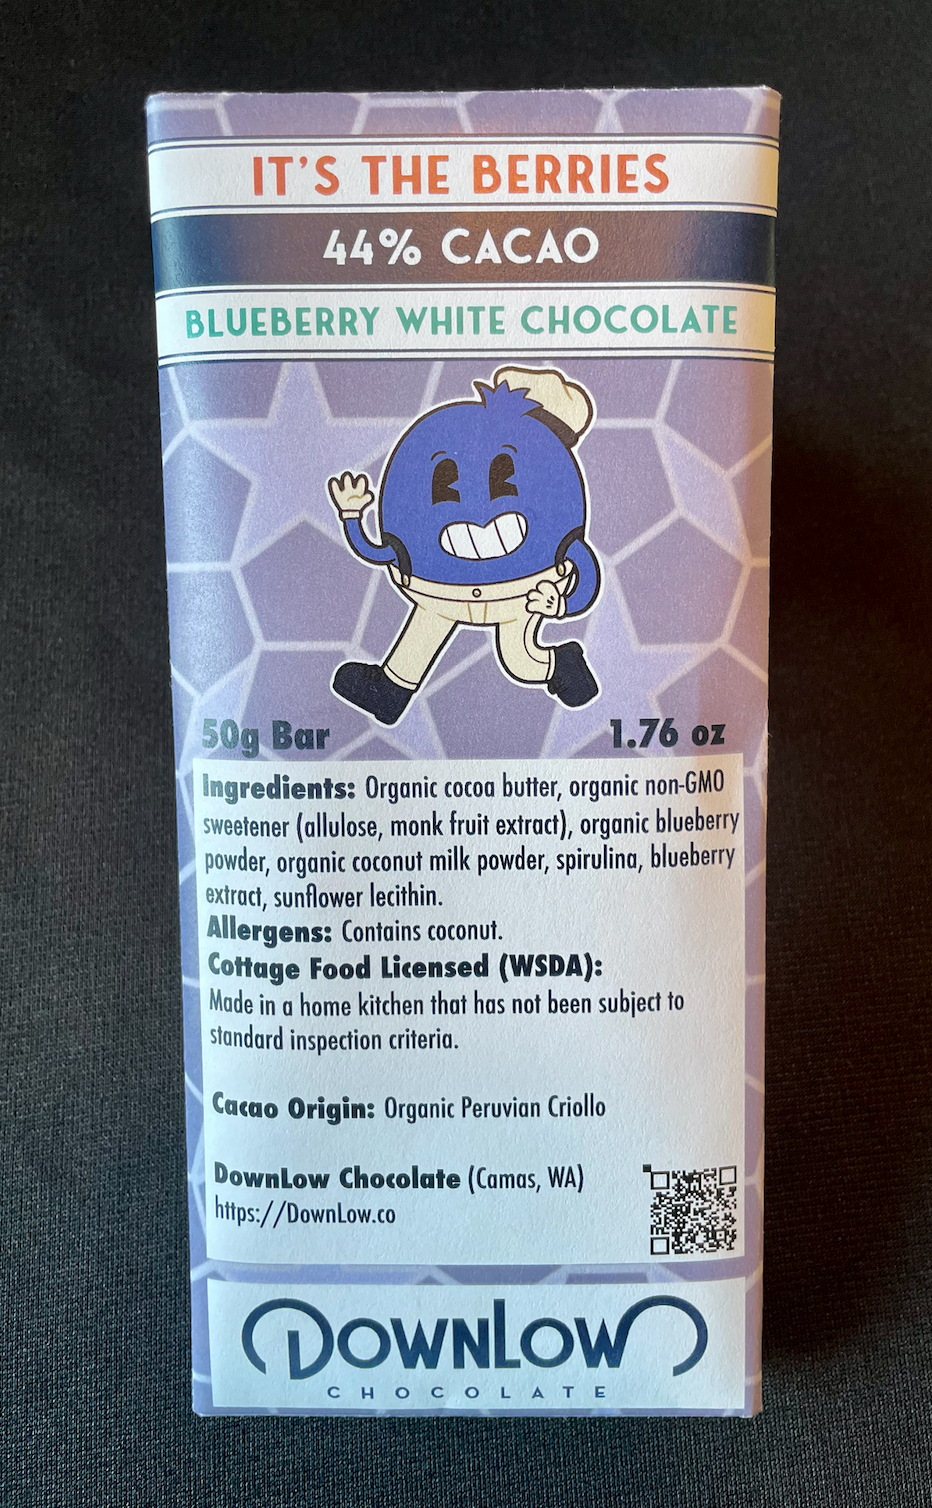 IT'S THE BERRIES
44% CACAO
BLUEBERRY WHITE CHOCOLATE
50g Bar 1.76 oz
Ingredients: Organic cocoa butter, organic non-GMO
sweetener (allulose, monk fruit extract), organic blueberry
powder, organic coconut milk powder, spirulina, blueberry
extract, sunflower lecithin.
Allergens: Contains coconut.
Cottage Food Licensed (WSDA):
Made in a home kitchen that has not been subject to
standard inspection criteria.
Cacao Origin: Organic Peruvian Criollo
DownLow Chocolate (Camas, WA)
https://DownLow.co
DOWNLOW
CHOCOLATE